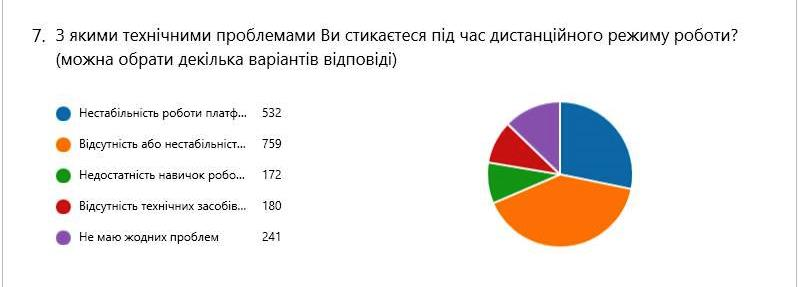 7. З якими технічними проблемами Ви стикаєтеся під час дистанційного режиму роботи?
(можна обрати декілька варіантів відповіді)
Нестабільність роботи платф... 532
Відсутність або нестабільніст... 759
Недостатність навичок робо... 172
Відсутність технічних засобів... 180
Не маю жодних проблем 241